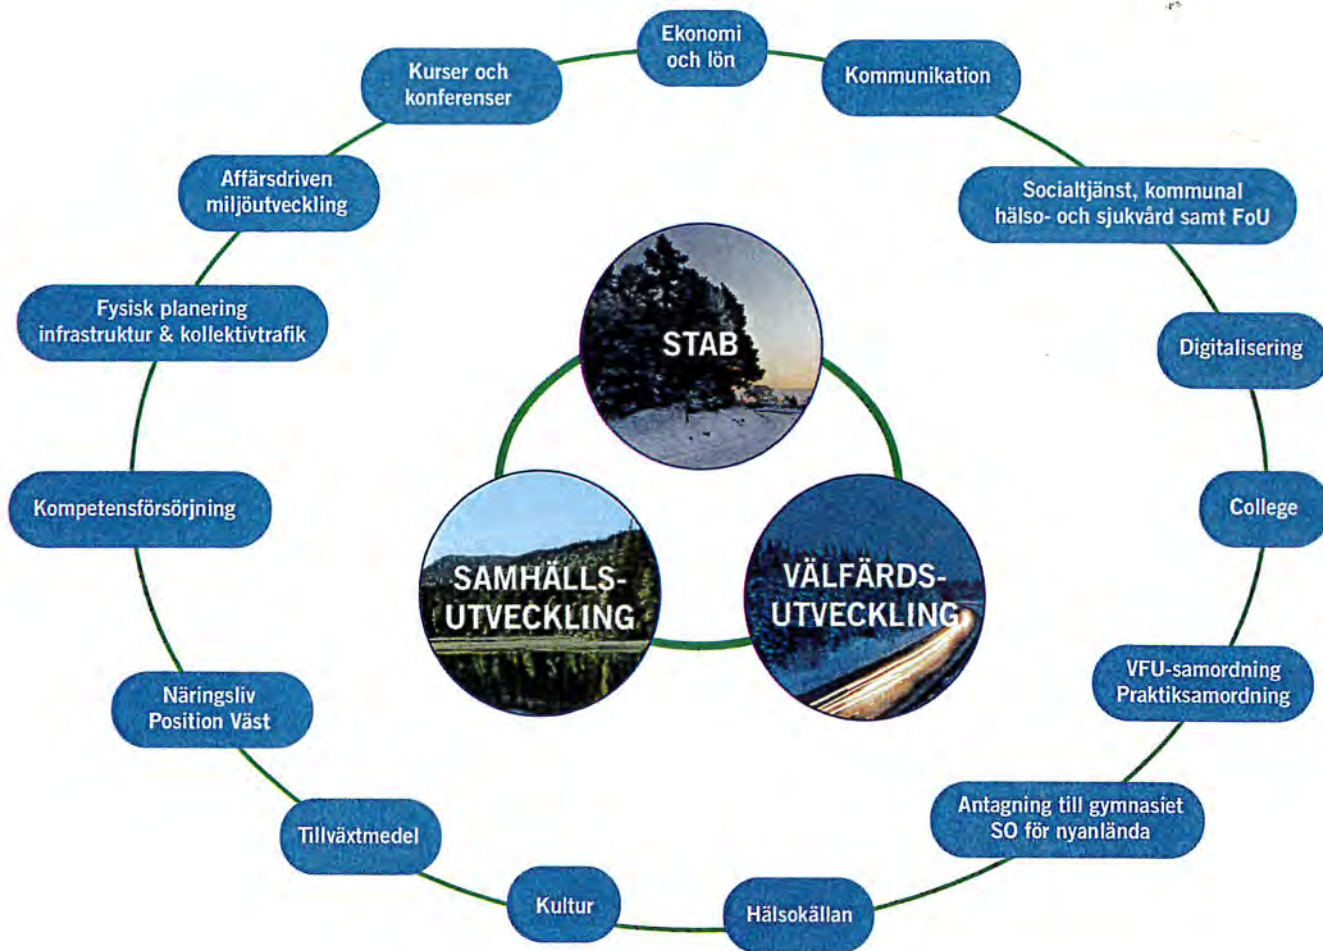 Ekonomi
och lön
Kommunikation
Kurser och
konferenser
Affärsdriven
miljöutveckling
Socialtjänst, kommunal
hälso- och sjukvård samt FoU
Fysisk planering
infrastruktur & kollektivtrafik
STAB
Digitalisering
Kompetensförsörjning
College
SAMHÄLLS-
UTVECKLING
VÄLFÄRDS-
UTVECKLING
Näringsliv
Position Väst
VFU-samordning
Praktiksamordning
Tillväxtmedel
Antagning till gymnasiet
SO för nyanlända
Kultur
Hälsokällan